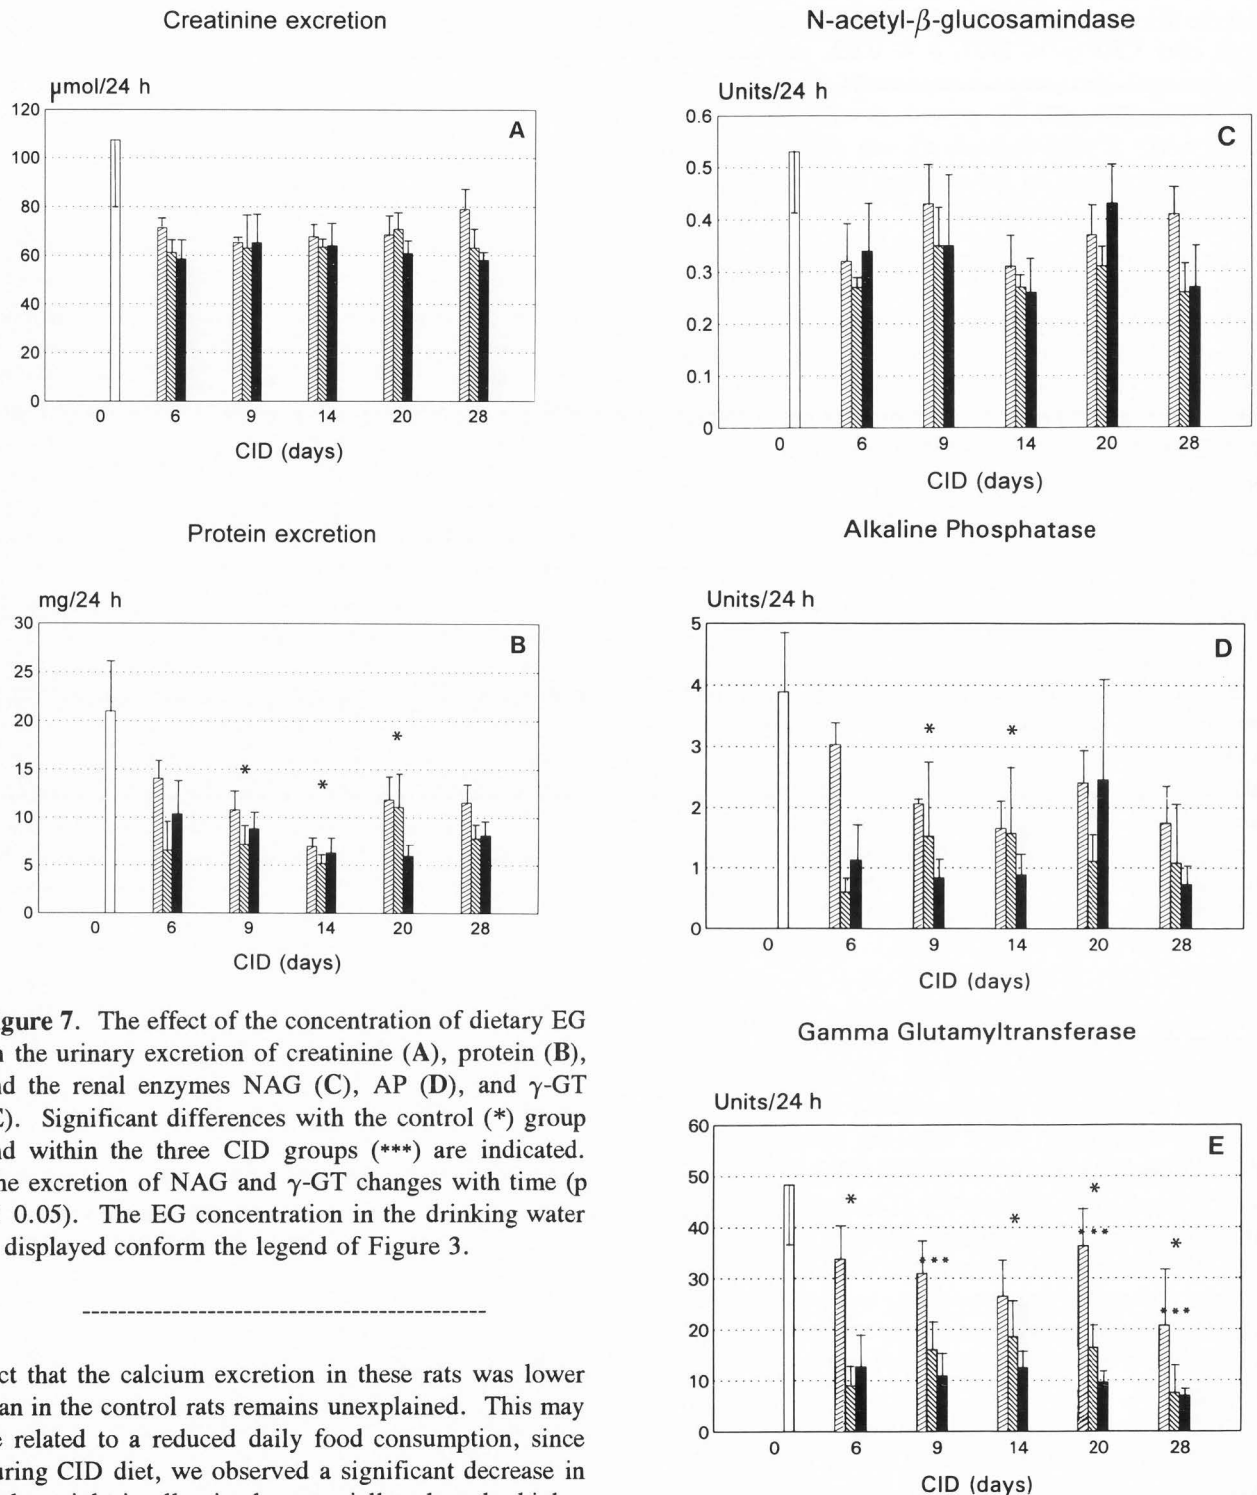 Creatinine excretion
µmol/24 h
120
100
80
60
40
20
0
A
*
0 6 9 14 20 28
CID (days)
Protein excretion
mg/24 h
30
25
20
15
10
5
0
B
* * *
0 6 9 14 20 28
CID (days)
gure 7. The effect of the concentration of dietary EG
the urinary excretion of creatinine (A), protein (B),
d the renal enzymes NAG (C), AP (D), and γ-GT
). Significant differences with the control (*) group
d within the three CID groups (***) are indicated.
e excretion of NAG and γ-GT changes with time (p
0.05). The EG concentration in the drinking water
displayed conform the legend of Figure 3.
ct that the calcium excretion in these rats was lower
an in the control rats remains unexplained. This may
e related to a reduced daily food consumption, since
uring CID diet, we observed a significant decrease in
N-acetyl-β-glucosamindase
Units/24 h
0.6
0.5
0.4
0.3
0.2
0.1
0
C
0 6 9 14 20 28
CID (days)
Alkaline Phosphatase
Units/24 h
5
4
3
2
1
0
D
* *
0 6 9 14 20 28
CID (days)
Gamma Glutamyltransferase
Units/24 h
60
50
40
30
20
10
0
E
* *** * * *** * ***
0 6 9 14 20 28
CID (days)